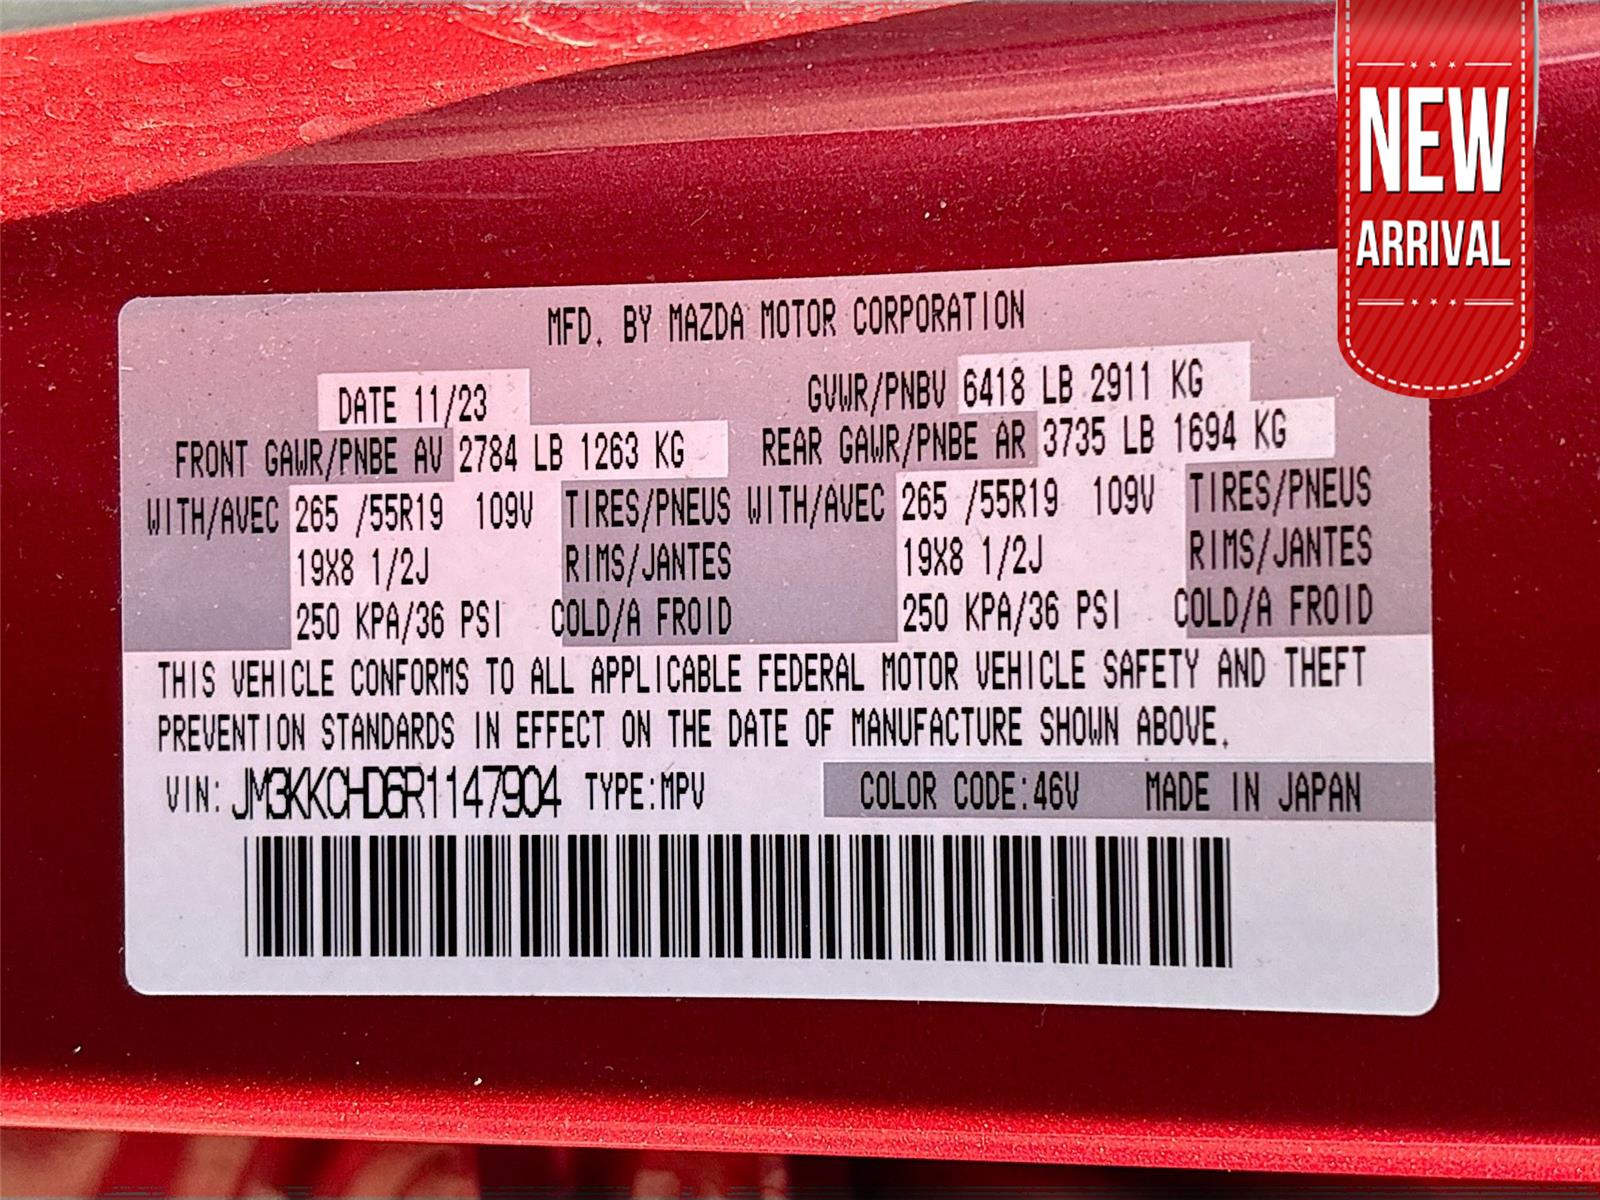 NEW
ARRIVAL
MFD. BY MAZDA MOTOR CORPORATION
DATE 11/23
GVWR/PNBV 6418 LB 2911 KG
FRONT GAWR/PNBE AV 2784 LB 1263 KG REAR GAWR/PNBE AR 3735 LB 1694 KG
WITH/AVEC 265 /55R19 109V TIRES/PNEUS WITH/AVEC 265 /55R19 109V TIRES/PNEUS
19X8 1/2J RIMS/JANTES 19X8 1/2J RIMS/JANTES
250 KPA/36 PSI COLD/A FROID 250 KPA/36 PSI COLD/A FROID
THIS VEHICLE CONFORMS TO ALL APPLICABLE FEDERAL MOTOR VEHICLE SAFETY AND THEFT
PREVENTION STANDARDS IN EFFECT ON THE DATE OF MANUFACTURE SHOWN ABOVE.
VIN: JM3KKCHD6R1147904 TYPE:MPV COLOR CODE:46V MADE IN JAPAN